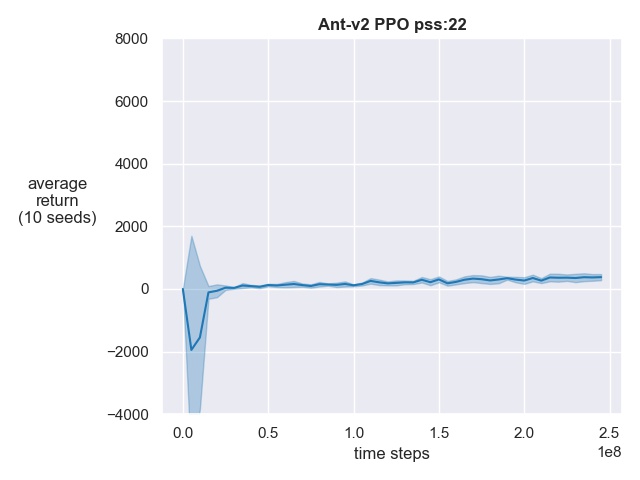 Ant-v2 PPO pss:22
8000
6000
4000
2000
0
−2000
−4000
average
return
(10 seeds)
0.0 0.5 1.0 1.5 2.0 2.5
1e8
time steps